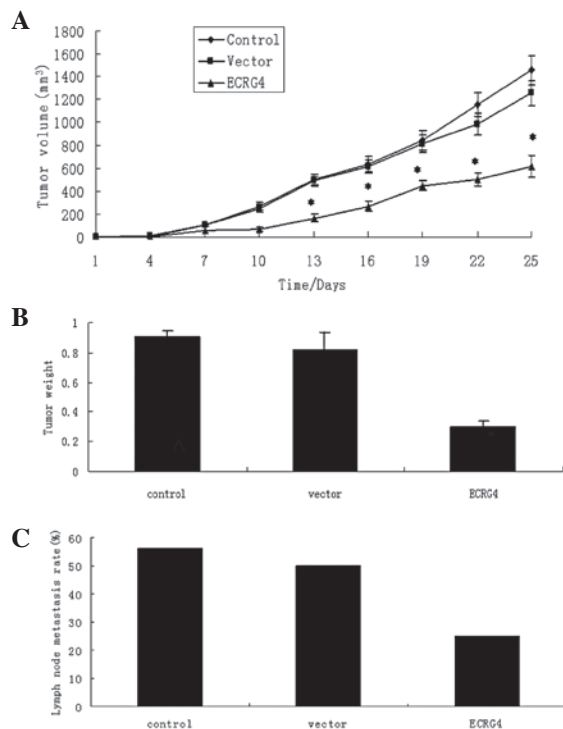 A
Control
Vector
ECRG4
Tumor volume(mm³)
1800
1600
1400
1200
1000
800
600
400
200
0
1 4 7 10 13 16 19 22 25
* * * * *
Time/Days
B
Tumor weight
1
0.8
0.6
0.4
0.2
0
control vector ECRG4
C
Lymph node metastasis rate(%)
60
50
40
30
20
10
0
control vector ECRG4